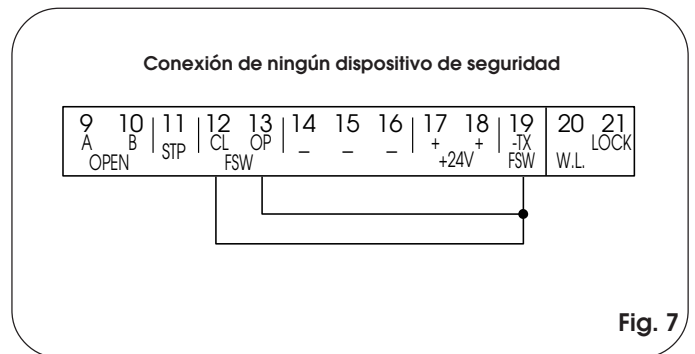 Conexión de ningún dispositivo de seguridad
9 10 11 12 13 14 15 16 17 18 19 20 21
A B STP CL OP _ _ _ + + -TX W.L. LOCK
OPEN FSW +24V FSW
Fig. 7